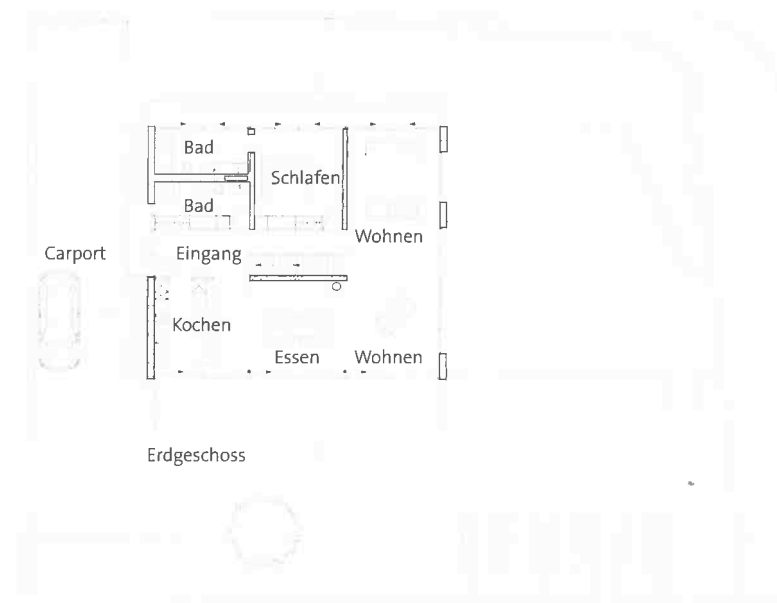 Bad
Schlafen
Bad
Wohnen
Carport
Eingang
Kochen
Essen
Wohnen
Erdgeschoss